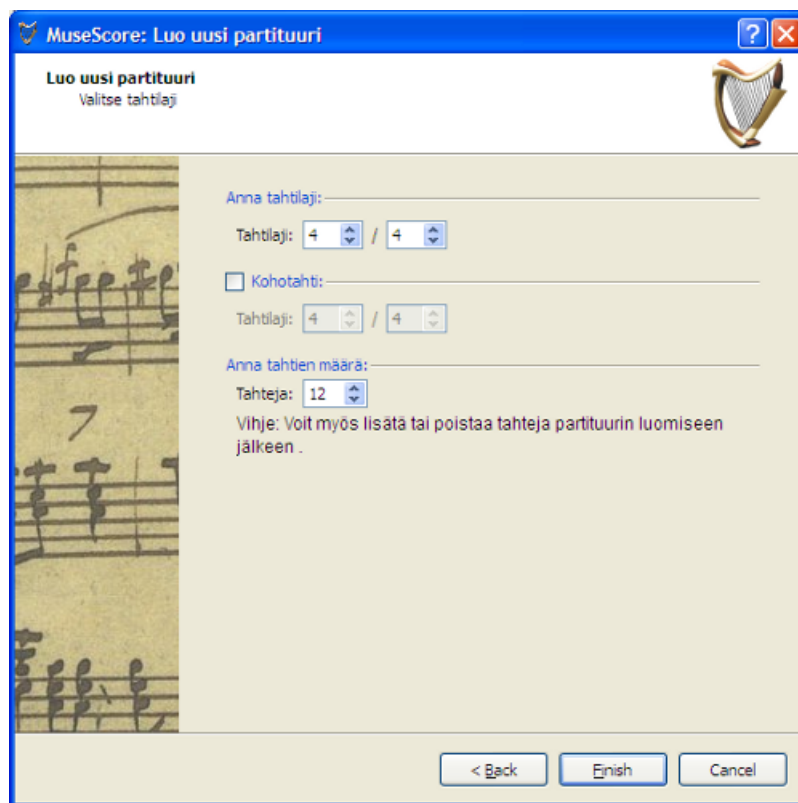 MuseScore: Luo uusi partituuri
Luo uusi partituuri
Valitse tahtilaji
Anna tahtilaji:
Tahtilaji: 4 / 4
Kohotahti:
Tahtilaji: 4 / 4
Anna tahtien määrä:
Tahteja: 12
Vihje: Voit myös lisätä tai poistaa tahteja partituurin luomiseen
jälkeen .
7
< Back Finish Cancel